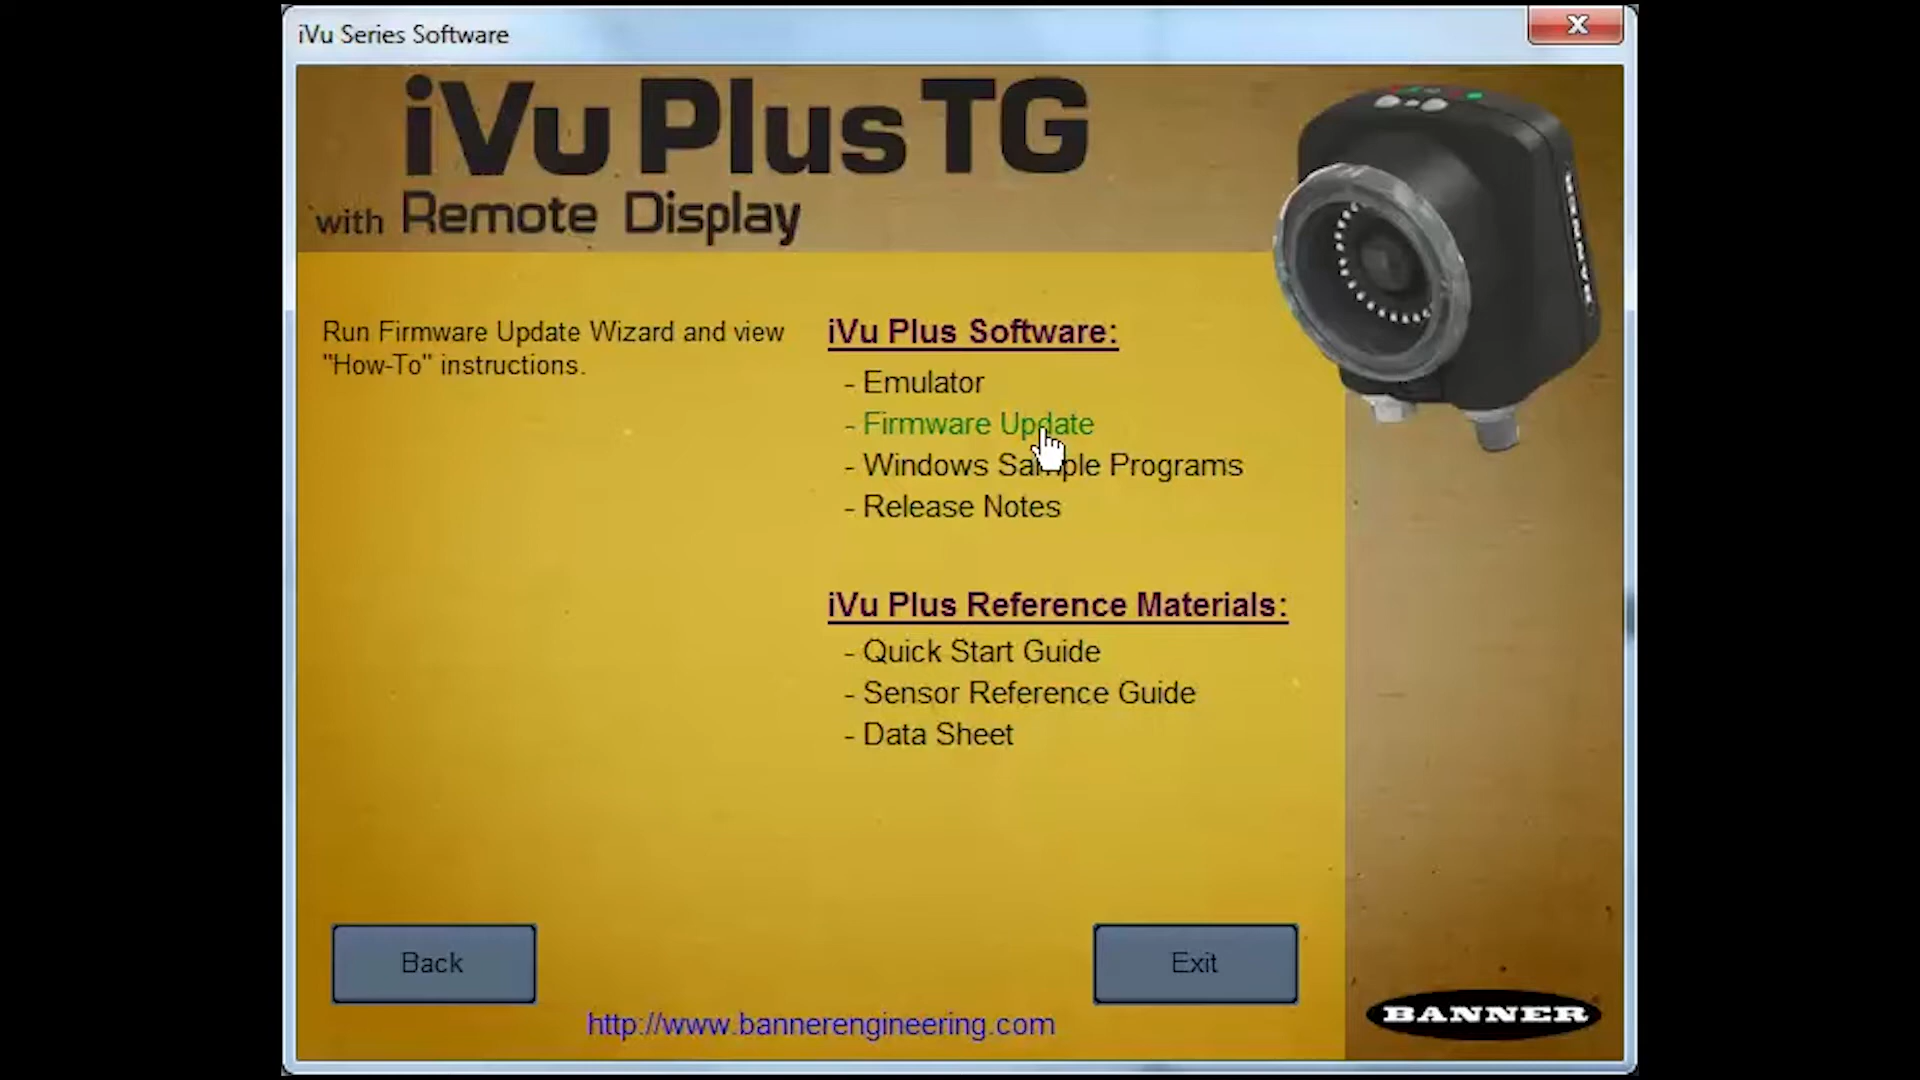 iVu Series Software
X
iVu Plus TG
with Remote Display
Run Firmware Update Wizard and view
"How-To" instructions.
iVu Plus Software:
- Emulator
- Firmware Update
- Windows Sample Programs
- Release Notes
iVu Plus Reference Materials:
- Quick Start Guide
- Sensor Reference Guide
- Data Sheet
Back
Exit
http://www.bannerengineering.com
BANNER
BANNER